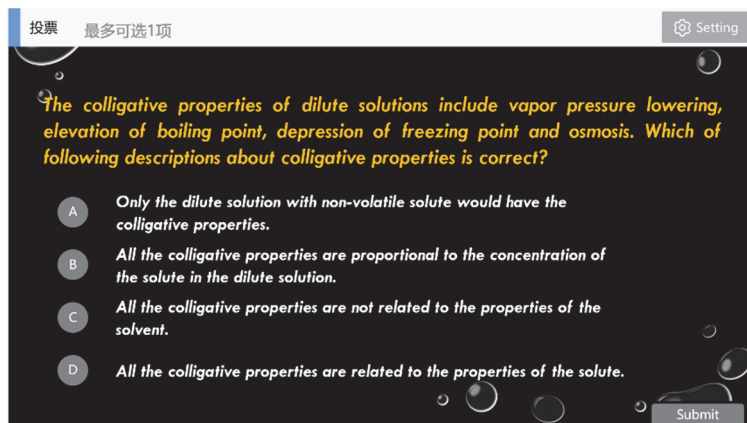 投票 最多可选1项 Setting
The colligative properties of dilute solutions include vapor pressure lowering,
elevation of boiling point, depression of freezing point and osmosis. Which of
following descriptions about colligative properties is correct?
A Only the dilute solution with non-volatile solute would have the
colligative properties.
B All the colligative properties are proportional to the concentration of
the solute in the dilute solution.
C All the colligative properties are not related to the properties of the
solvent.
D All the colligative properties are related to the properties of the solute.
Submit